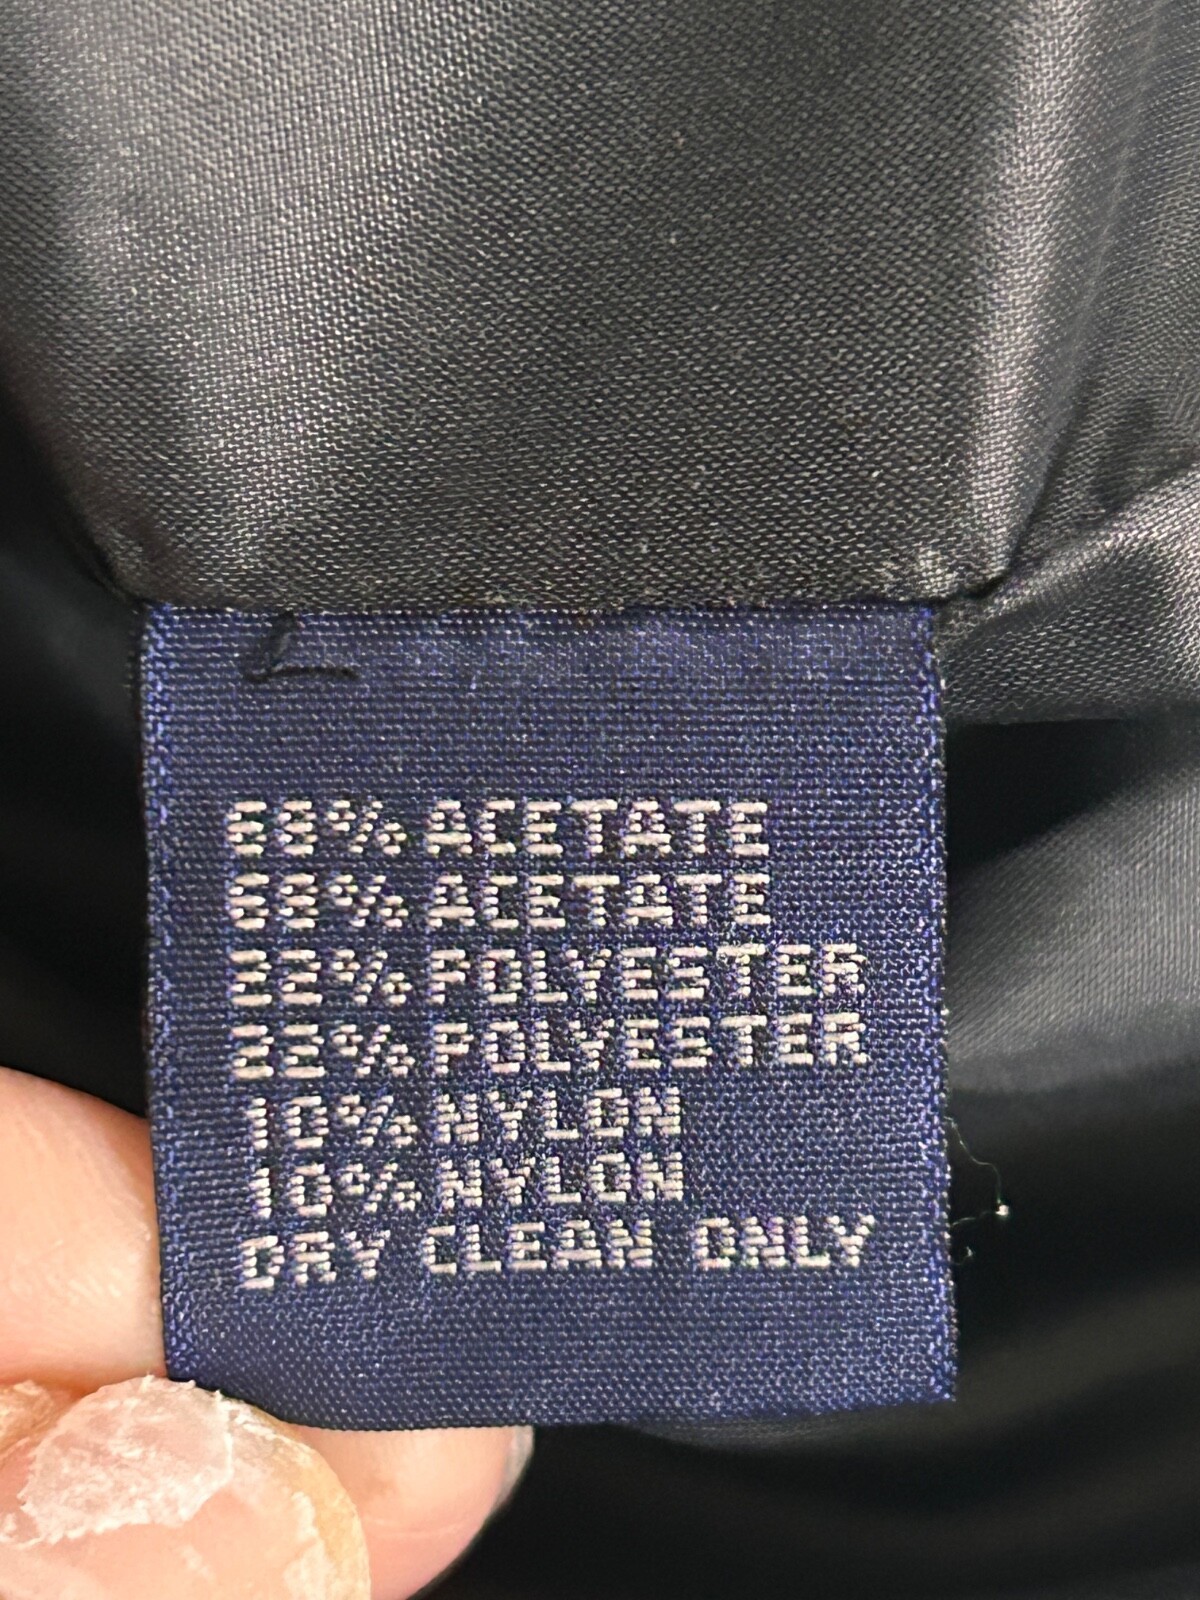 68% ACETATE
68% ACETATE
22% POLYESTER
22% POLYESTER
10% NYLON
10% NYLON
DRY CLEAN ONLY